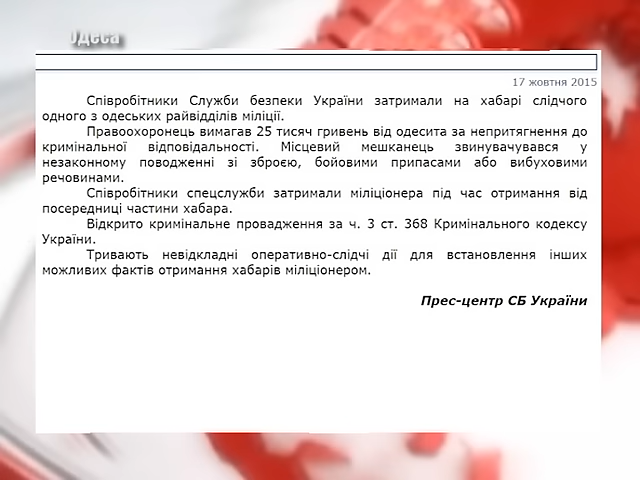 Одеса
17 жовтня 2015
Співробітники Служби безпеки України затримали на хабарі слідчого
одного з одеських райвідділів міліції.
Правоохоронець вимагав 25 тисяч гривень від одесита за непритягнення до
кримінальної відповідальності. Місцевий мешканець звинувачувався у
незаконному поводженні зі зброєю, бойовими припасами або вибуховими
речовинами.
Співробітники спецслужби затримали міліціонера під час отримання від
посередниці частини хабара.
Відкрито кримінальне провадження за ч. 3 ст. 368 Кримінального кодексу
України.
Тривають невідкладні оперативно-слідчі дії для встановлення інших
можливих фактів отримання хабарів міліціонером.
Прес-центр СБ України